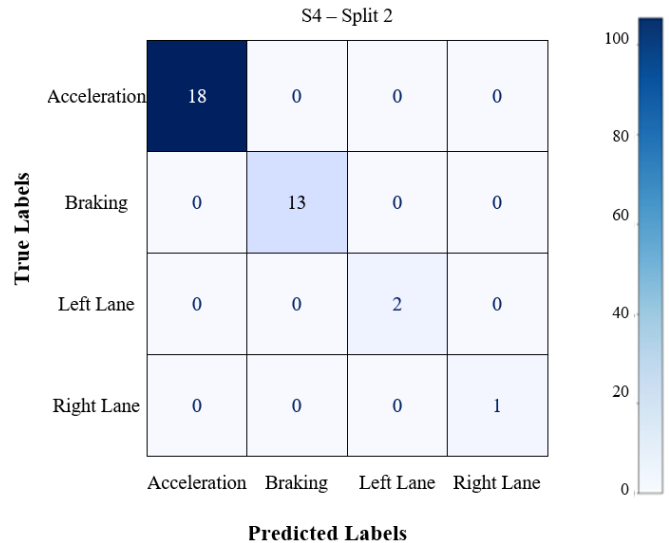 S4 – Split 2
100
80
60
40
20
0
True Labels
Acceleration 18 0 0 0
Braking 0 13 0 0
Left Lane 0 0 2 0
Right Lane 0 0 0 1
Acceleration Braking Left Lane Right Lane
Predicted Labels